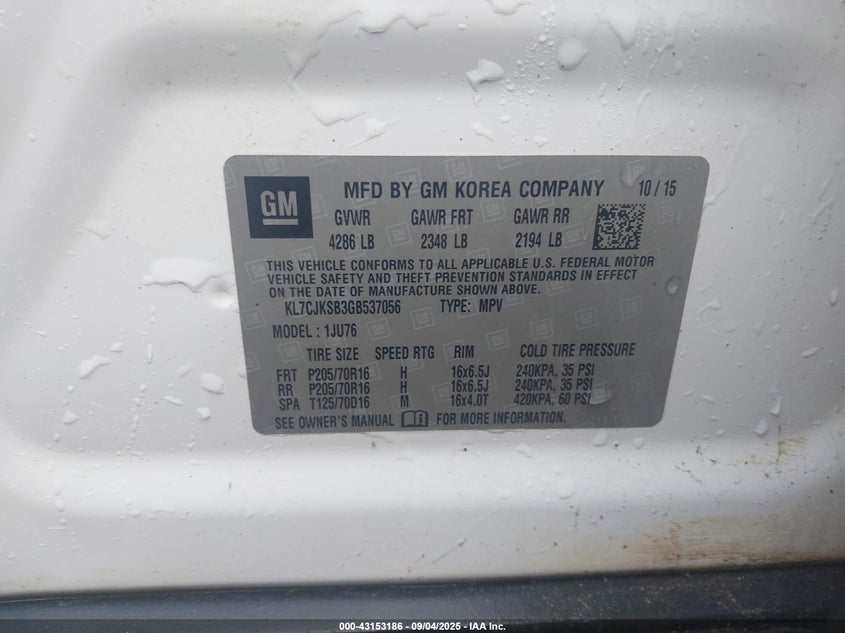 GM
MFD BY GM KOREA COMPANY 10 / 15
GVWR GAWR FRT GAWR RR
4286 LB 2348 LB 2194 LB
THIS VEHICLE CONFORMS TO ALL APPLICABLE U.S. FEDERAL MOTOR
VEHICLE SAFETY AND THEFT PREVENTION STANDARDS IN EFFECT
ON THE DATE OF MANUFACTURE SHOWN ABOVE.
KL7CJKSB3GB537056 TYPE: MPV
MODEL : 1JU76
TIRE SIZE SPEED RTG RIM COLD TIRE PRESSURE
FRT P205/70R16 H 16x6.5J 240KPA, 35 PSI
RR P205/70R16 H 16x6.5J 240KPA, 35 PSI
SPA T125/70D16 M 16x4.0T 420KPA, 60 PSI
SEE OWNER'S MANUAL FOR MORE INFORMATION.
000-43153186 - 09/04/2025 - IAA Inc.